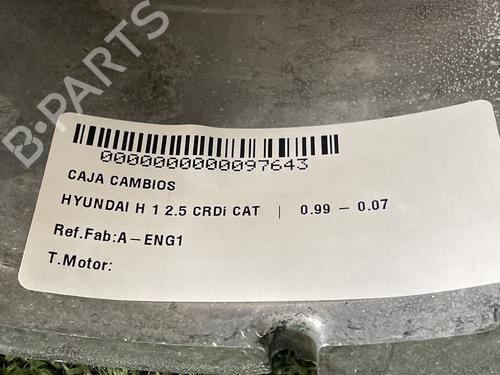 B-PARTS
0000000000097643
CAJA CAMBIOS
HYUNDAI H 1 2.5 CRDi CAT | 0.99 – 0.07
Ref.Fab:A–ENG1
T.Motor: